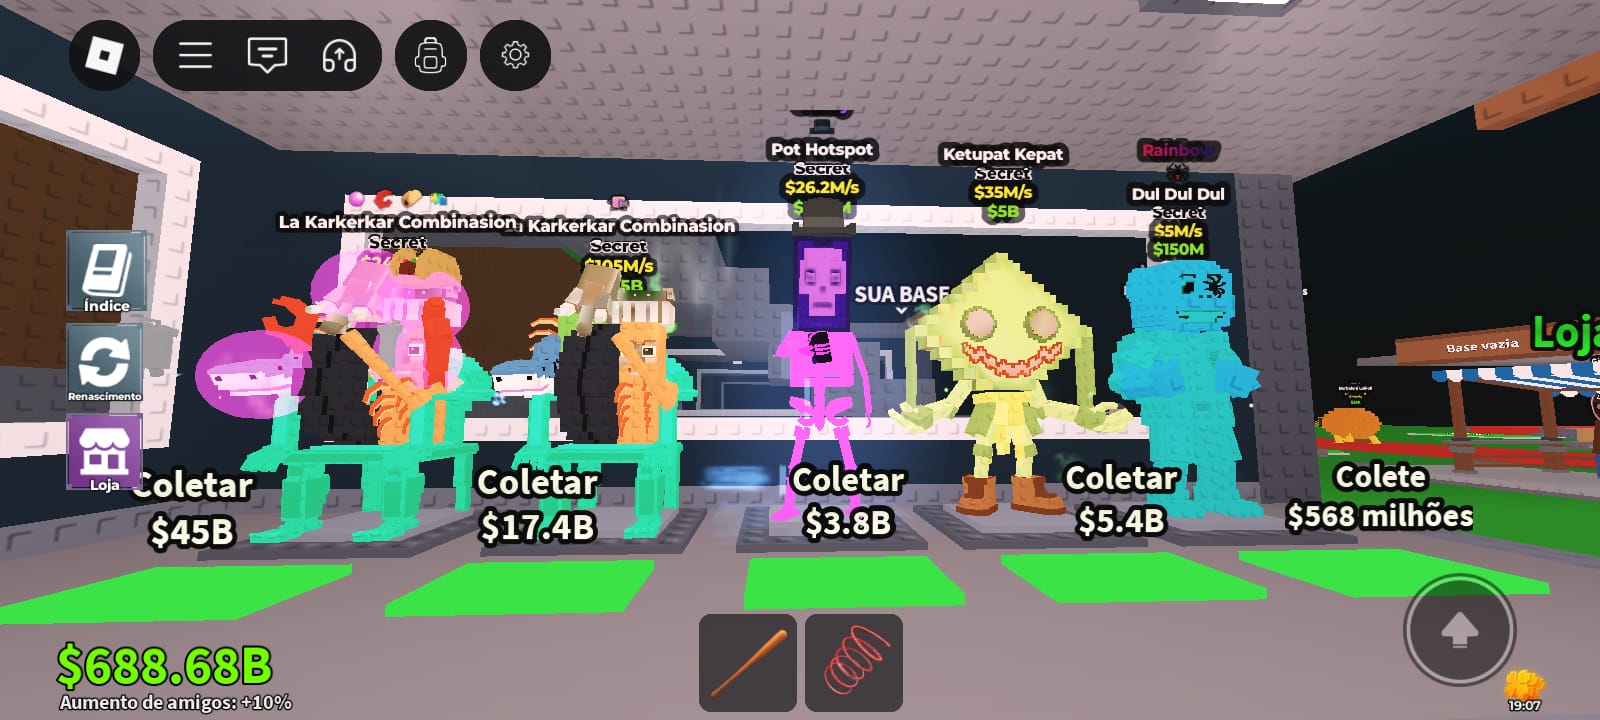 Pot Hotspot
Secret
$26.2M/s
Ketupat Kepat
Secret
$35M/s
$5B
Rainbow
Dul Dul Dul
Secret
$5M/s
$150M
La Karkerkar Combinasion
Secret
Karkerkar Combinasion
Secret
$105M/s
5B
SUA BASE
Índice
Renascimento
Loja
Base vazia
Loja
Coletar
$45B
Coletar
$17.4B
Coletar
$3.8B
Coletar
$5.4B
Colete
$568 milhões
$688.68B
Aumento de amigos: +10%
19:07